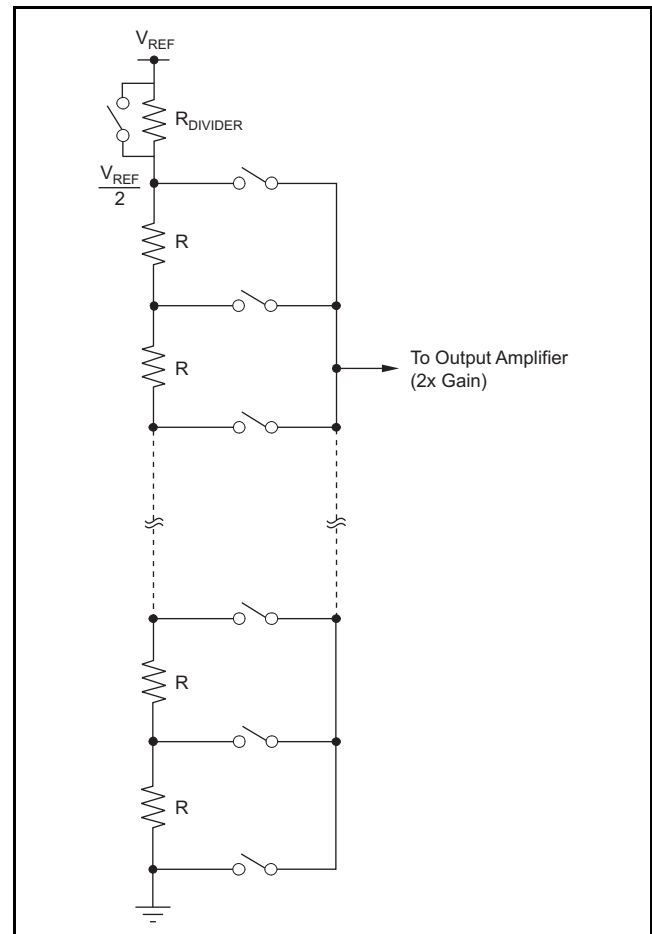 VREF
RDIVIDER
VREF
2
R
R
To Output Amplifier
(2x Gain)
R
R